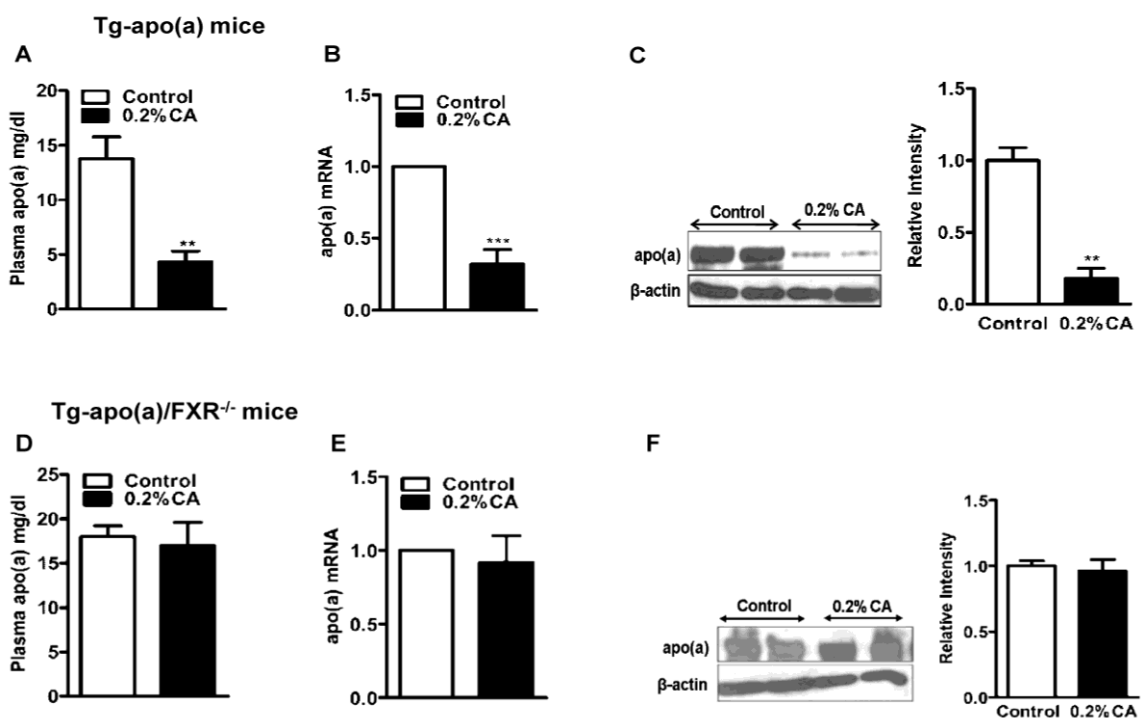 Tg-apo(a) mice
A
Plasma apo(a) mg/dl
20
15
10
5
0
Control
0.2% CA
**
B
apo(a) mRNA
1.5
1.0
0.5
0.0
Control
0.2% CA
***
C
Control
0.2% CA
apo(a)
β-actin
Relative Intensity
1.5
1.0
0.5
0.0
**
Control 0.2% CA
Tg-apo(a)/FXR-/- mice
D
Plasma apo(a) mg/dl
25
20
15
10
5
0
Control
0.2% CA
E
apo(a) mRNA
1.5
1.0
0.5
0.0
Control
0.2% CA
F
Control
0.2% CA
apo(a)
β-actin
Relative Intensity
1.5
1.0
0.5
0.0
Control 0.2% CA